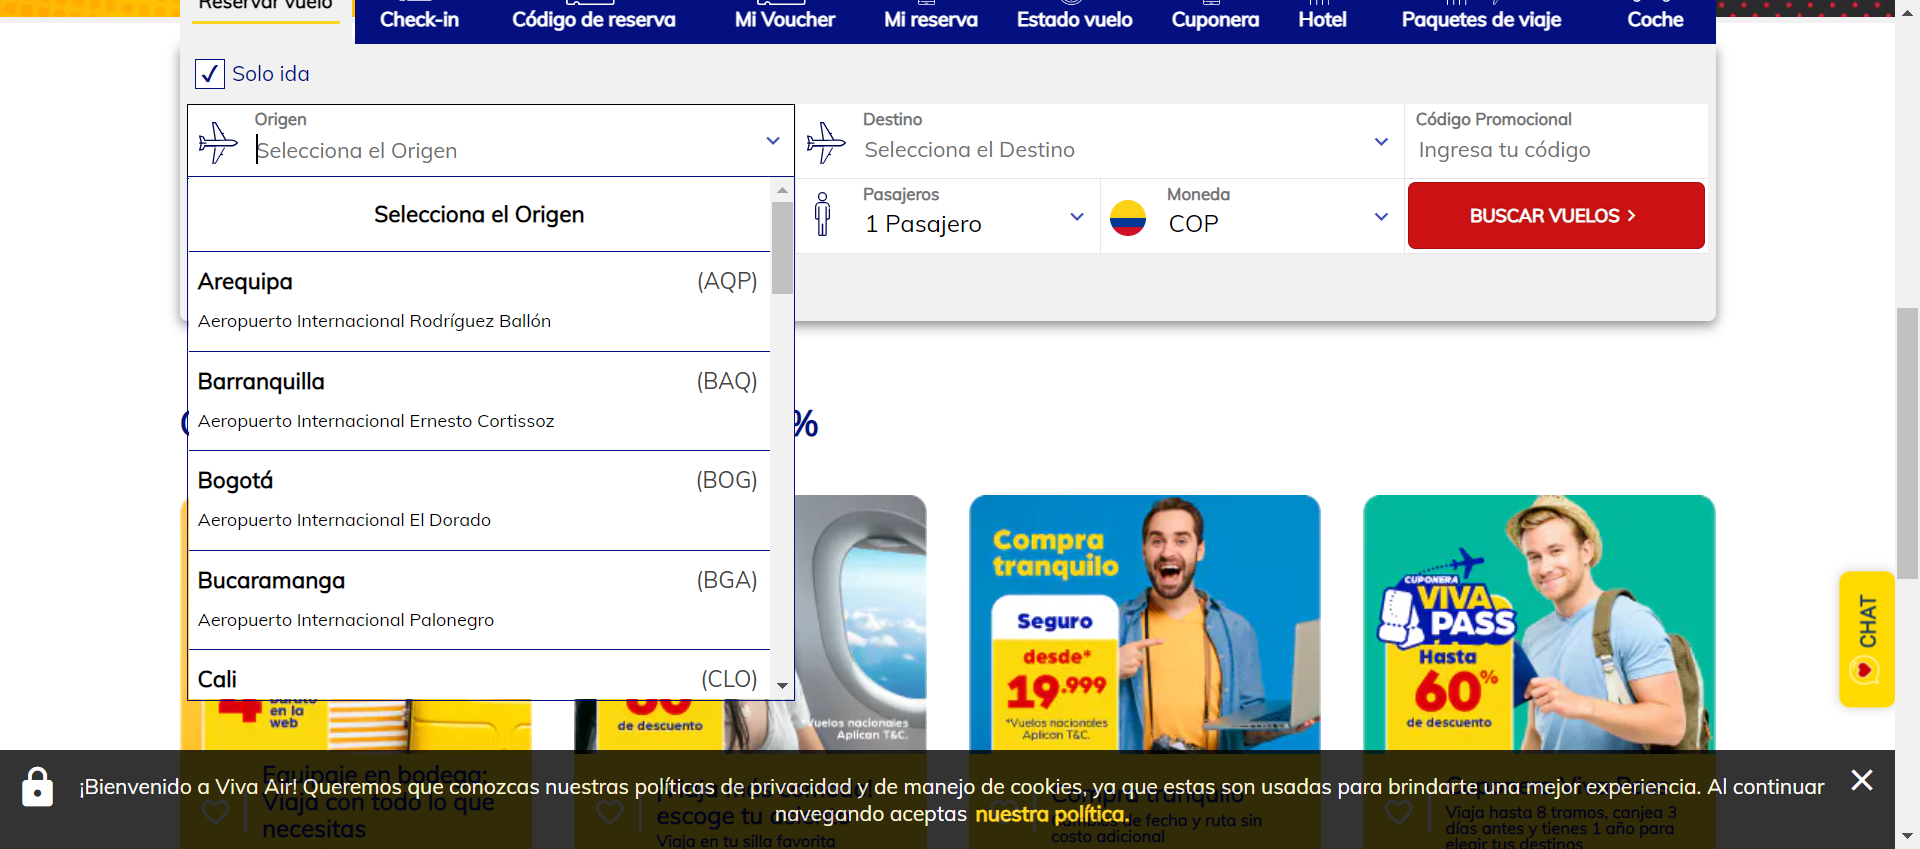 Reservar vuelo
Check-in
Código de reserva
Mi Voucher
Mi reserva
Estado vuelo
Cuponera
Hotel
Paquetes de viaje
Coche
Solo ida
Origen
Selecciona el Origen
Destino
Selecciona el Destino
Código Promocional
Ingresa tu código
Selecciona el Origen
Pasajeros
1 Pasajero
Moneda
COP
BUSCAR VUELOS
Arequipa (AQP)
Aeropuerto Internacional Rodríguez Ballón
Barranquilla (BAQ)
Aeropuerto Internacional Ernesto Cortissoz
%
Bogotá (BOG)
Aeropuerto Internacional El Dorado
Bucaramanga (BGA)
Aeropuerto Internacional Palonegro
Cali (CLO)
en la
web
de descuento
Vuelos nacionales
Aplican T&C.
Compra
tranquilo
Seguro
desde*
19.999
*Vuelos nacionales
Aplican T&C.
CUPONERA
VIVA
PASS
Hasta
60%
de descuento
CHAT
¡Bienvenido a Viva Air! Queremos que conozcas nuestras políticas de privacidad y de manejo de cookies, ya que estas son usadas para brindarte una mejor experiencia. Al continuar
navegando aceptas nuestra política.
Equipaje en bodega:
Viaja con todo lo que
necesitas
escoge tu
Viaja en tu silla favorita
Compra tranquilo
Cambios de fecha y ruta sin
costo adicional
Viaja hasta 8 tramos, canjea 3
días antes y tienes 1 año para
elegir tus destinos